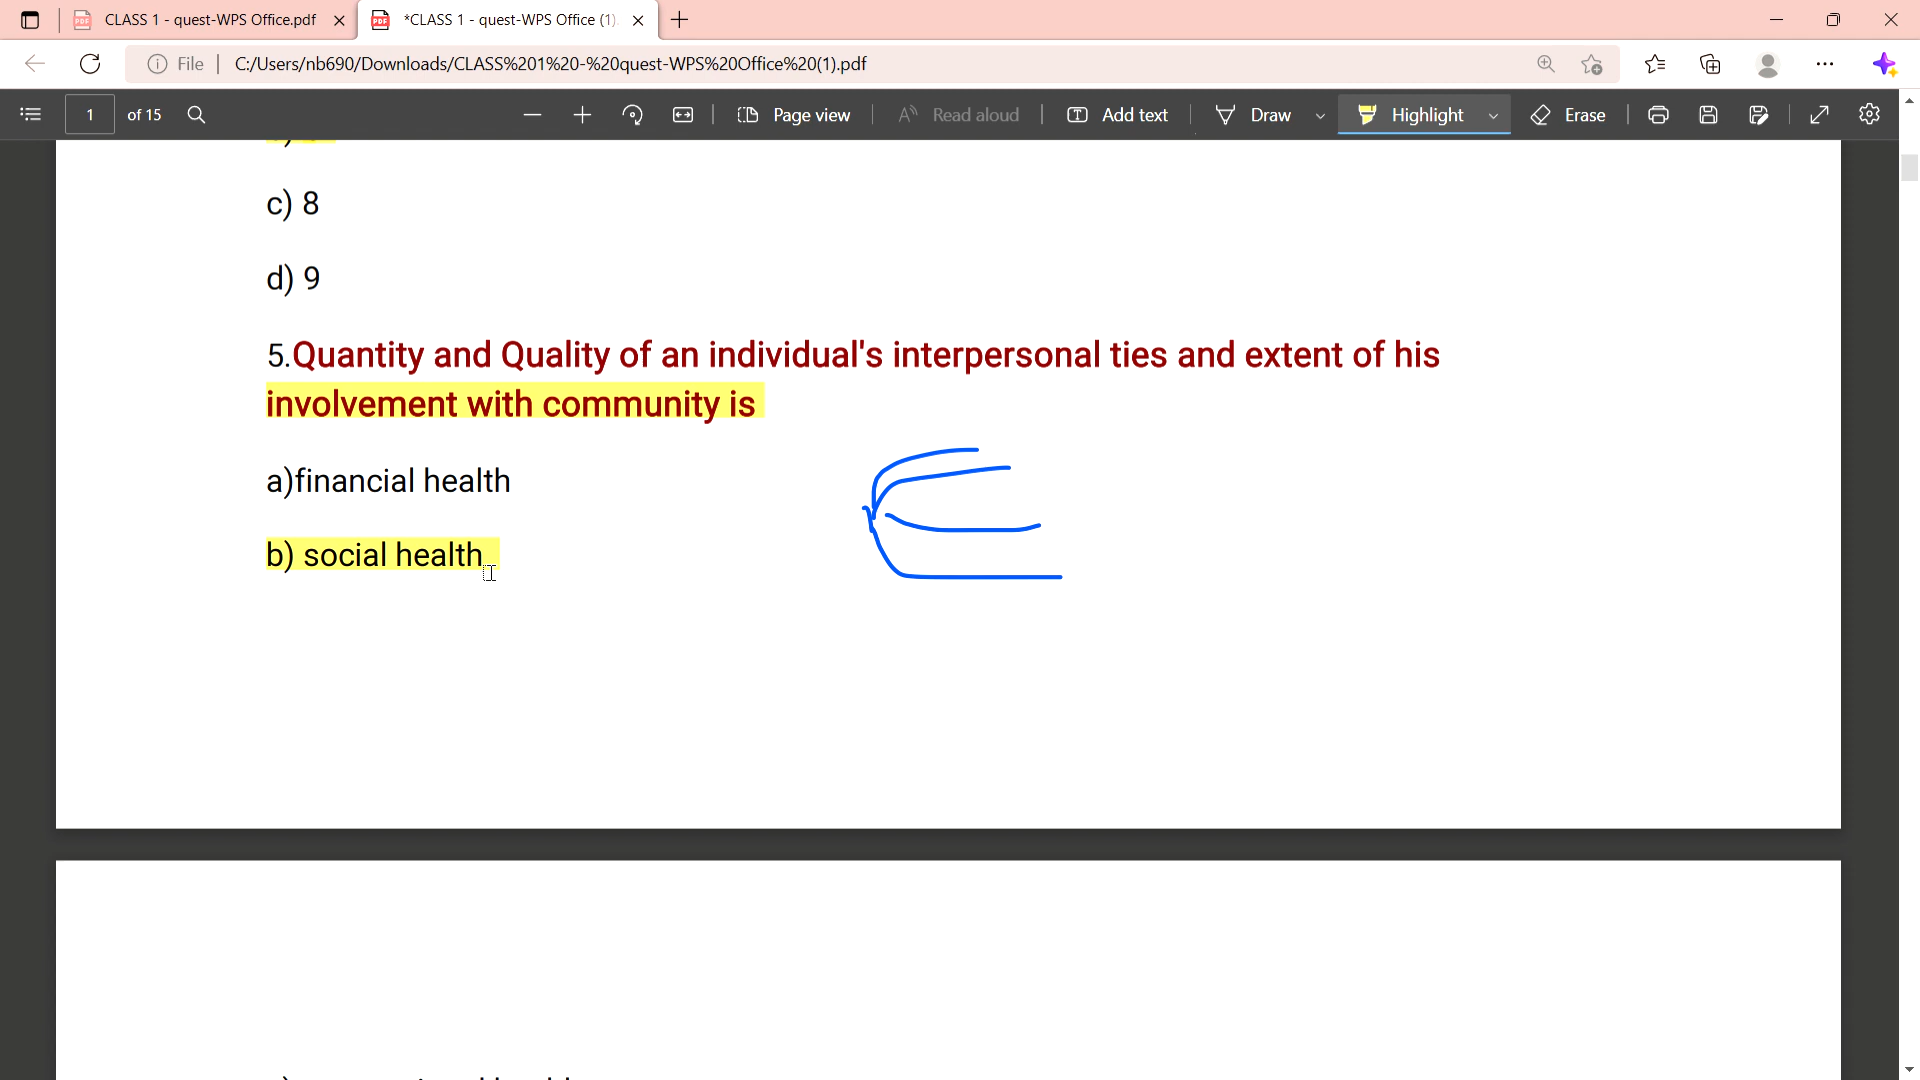 CLASS 1 - quest-WPS Office.pdf
*CLASS 1 - quest-WPS Office (1).
File
C:/Users/nb690/Downloads/CLASS%201%20-%20quest-WPS%20Office%20(1).pdf
1 of 15
Page view
Read aloud
Add text
Draw
Highlight
Erase
c) 8
d) 9
5.Quantity and Quality of an individual's interpersonal ties and extent of his
involvement with community is
a)financial health
b) social health